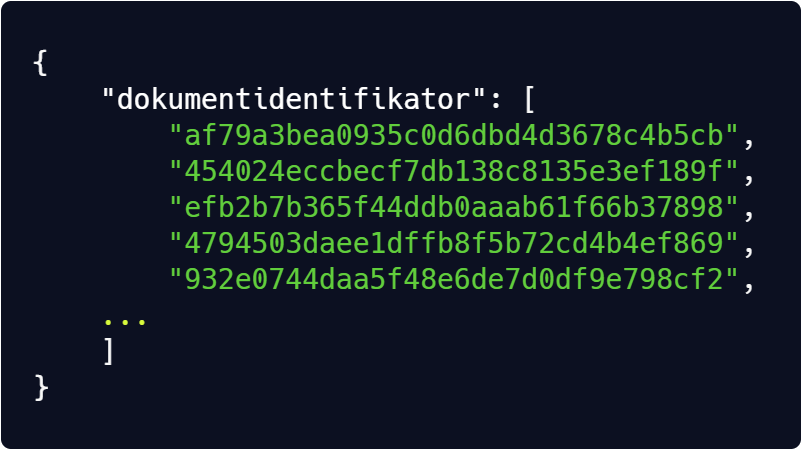 {
    "dokumentidentifikator": [
        "af79a3bea0935c0d6dbd4d3678c4b5cb",
        "454024eccbecf7db138c8135e3ef189f",
        "efb2b7b365f44ddb0aaab61f66b37898",
        "4794503daee1dffb8f5b72cd4b4ef869",
        "932e0744daa5f48e6de7d0df9e798cf2",
    ...
    ]
}